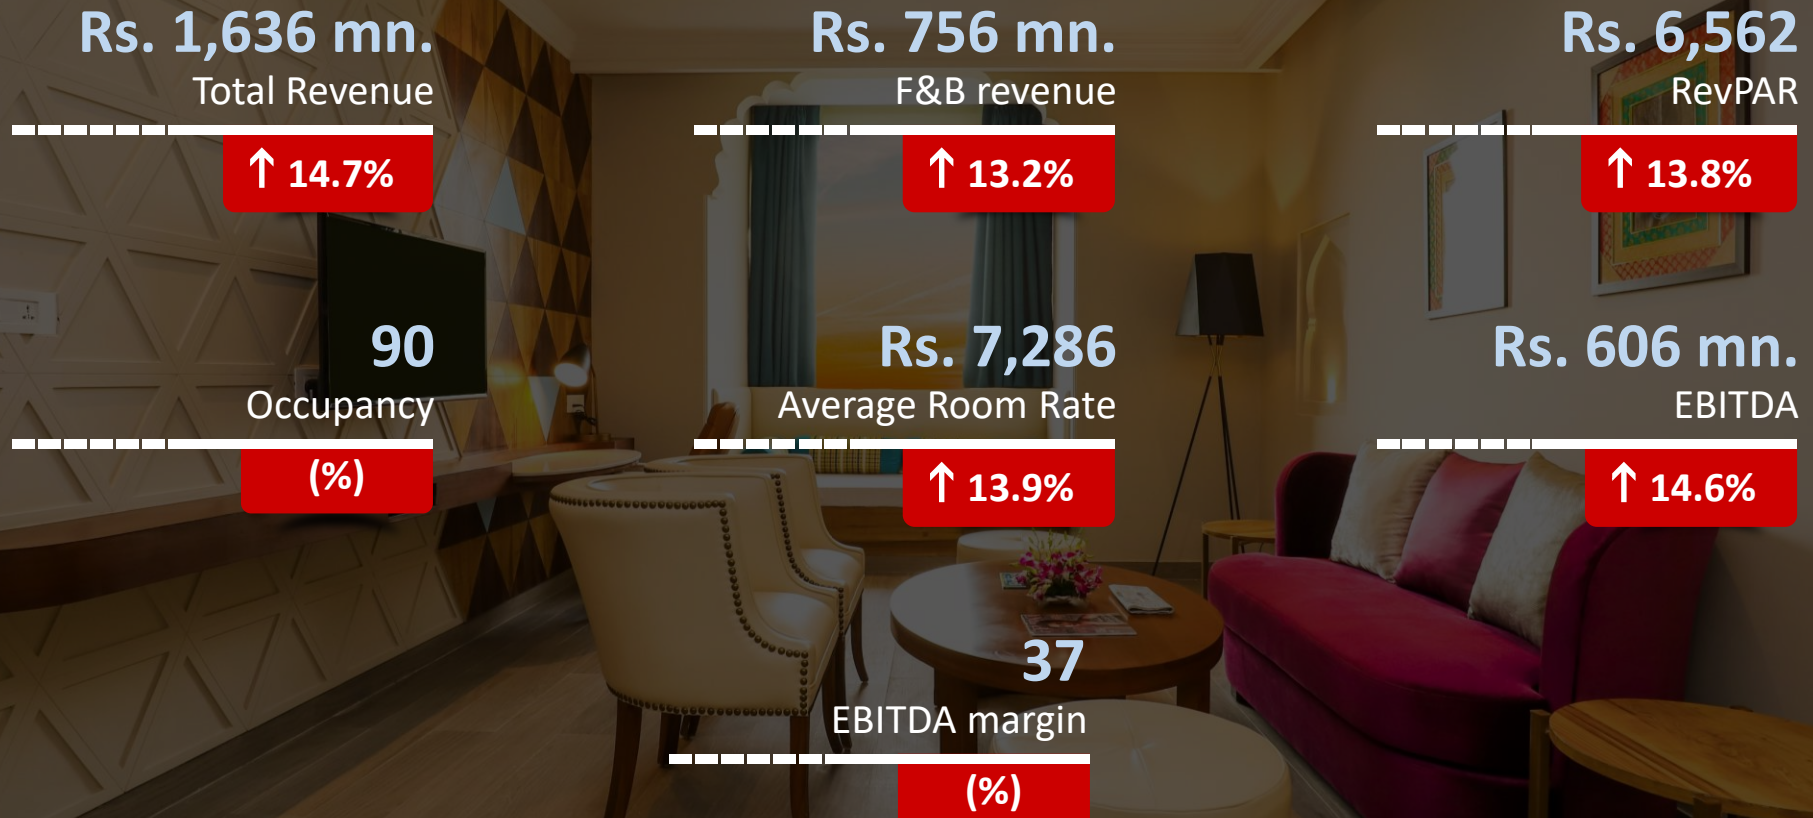 Rs. 1,636 mn.
Total Revenue
↑ 14.7%
Rs. 756 mn.
F&B revenue
↑ 13.2%
Rs. 6,562
RevPAR
↑ 13.8%
90
Occupancy
(%)
Rs. 7,286
Average Room Rate
↑ 13.9%
Rs. 606 mn.
EBITDA
↑ 14.6%
37
EBITDA margin
(%)